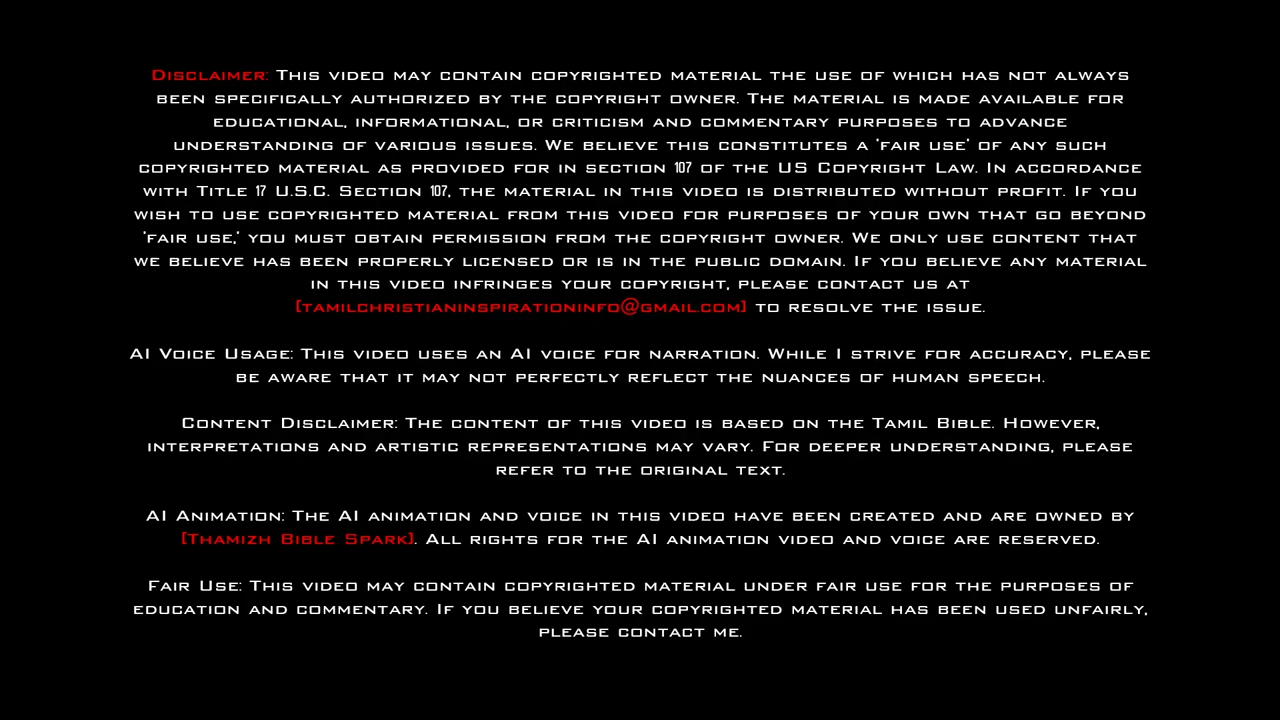 Disclaimer: This video may contain copyrighted material the use of which has not always
been specifically authorized by the copyright owner. The material is made available for
educational, informational, or criticism and commentary purposes to advance
understanding of various issues. We believe this constitutes a 'fair use' of any such
copyrighted material as provided for in section 107 of the US Copyright Law. In accordance
with Title 17 U.S.C. Section 107, the material in this video is distributed without profit. If you
wish to use copyrighted material from this video for purposes of your own that go beyond
'fair use,' you must obtain permission from the copyright owner. We only use content that
we believe has been properly licensed or is in the public domain. If you believe any material
in this video infringes your copyright, please contact us at
[tamilchristianinspirationinfo@gmail.com] to resolve the issue.
AI Voice Usage: This video uses an AI voice for narration. While I strive for accuracy, please
be aware that it may not perfectly reflect the nuances of human speech.
Content Disclaimer: The content of this video is based on the Tamil Bible. However,
interpretations and artistic representations may vary. For deeper understanding, please
refer to the original text.
AI Animation: The AI animation and voice in this video have been created and are owned by
[Thamizh Bible Spark]. All rights for the AI animation video and voice are reserved.
Fair Use: This video may contain copyrighted material under fair use for the purposes of
education and commentary. If you believe your copyrighted material has been used unfairly,
please contact me.